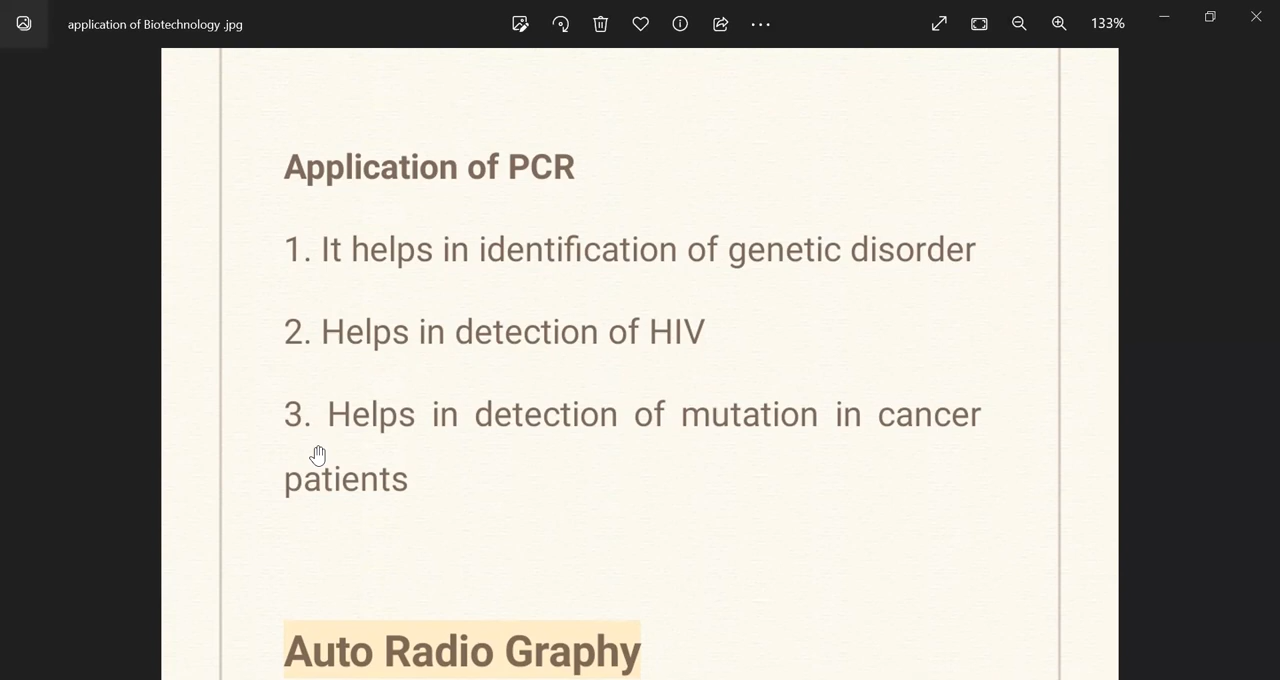 application of Biotechnology .jpg
133%
Application of PCR
1. It helps in identification of genetic disorder
2. Helps in detection of HIV
3. Helps in detection of mutation in cancer
patients
Auto Radio Graphy